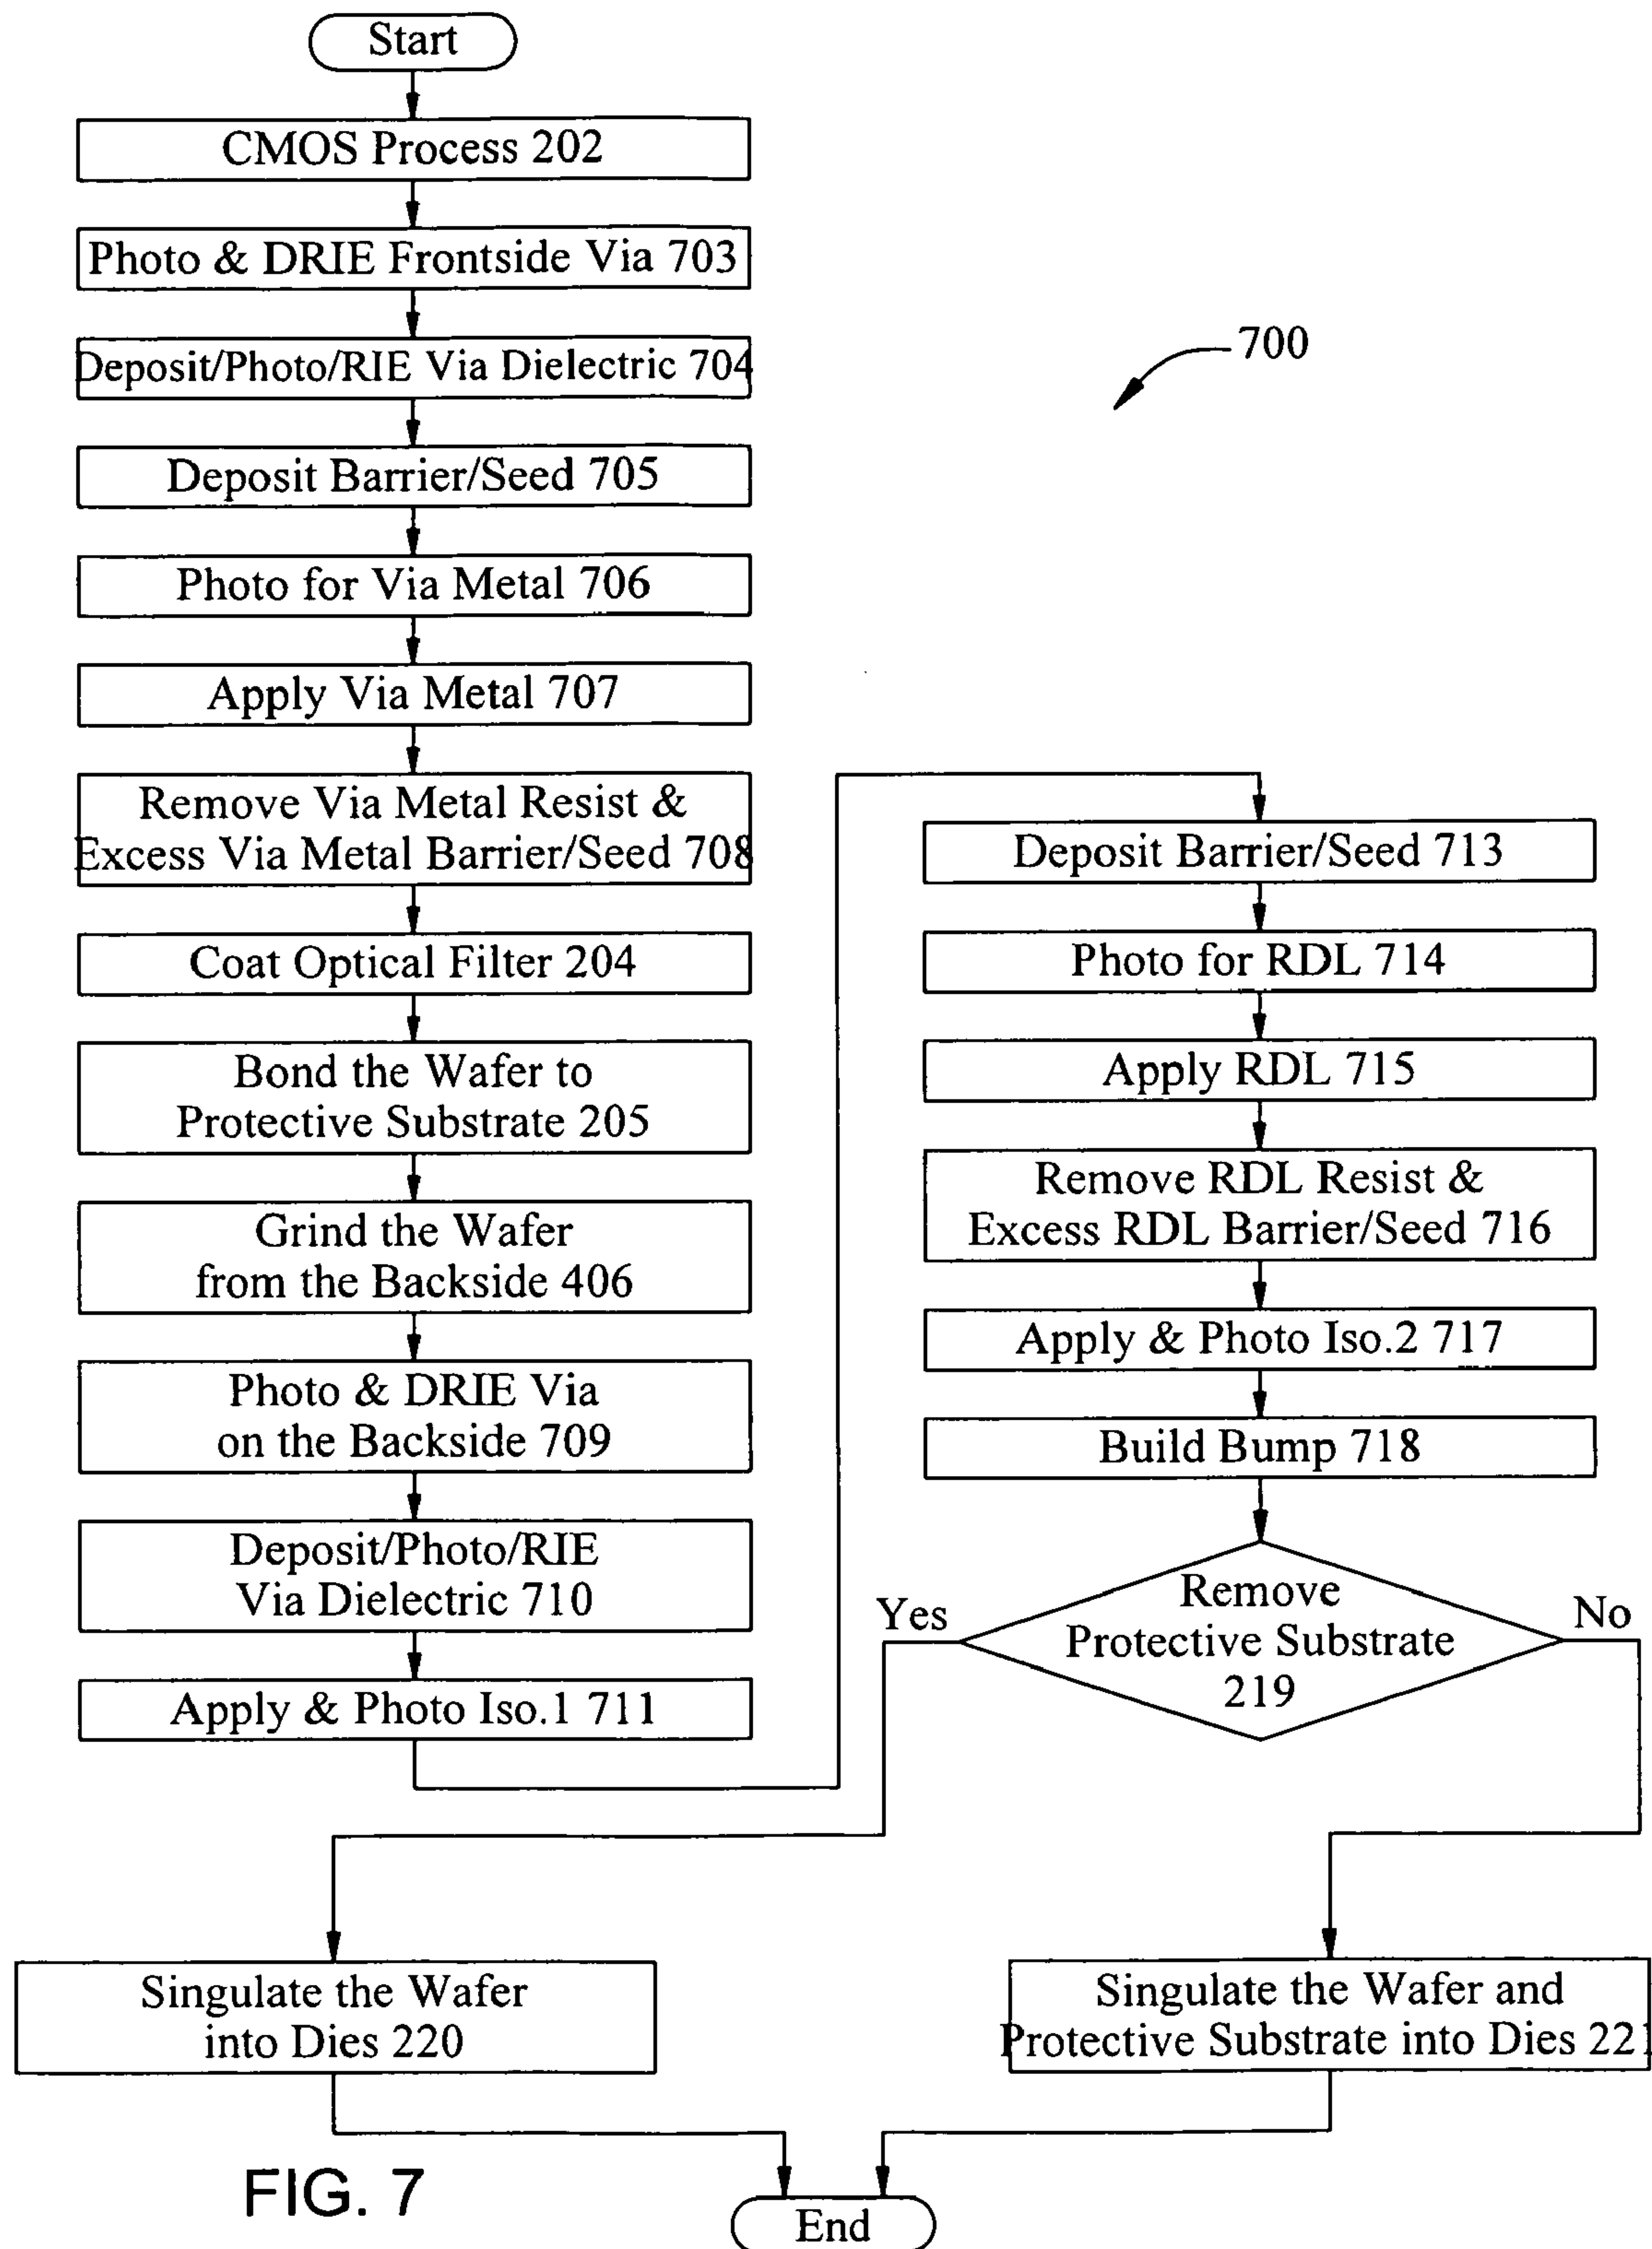 Start
CMOS Process 202
Photo & DRIE Frontside Via 703
Deposit/Photo/RIE Via Dielectric 704
Deposit Barrier/Seed 705
Photo for Via Metal 706
Apply Via Metal 707
Remove Via Metal Resist &
Excess Via Metal Barrier/Seed 708
Coat Optical Filter 204
Bond the Wafer to
Protective Substrate 205
Grind the Wafer
from the Backside 406
Photo & DRIE Via
on the Backside 709
Deposit/Photo/RIE
Via Dielectric 710
Apply & Photo Iso.1 711
700
Deposit Barrier/Seed 713
Photo for RDL 714
Apply RDL 715
Remove RDL Resist &
Excess RDL Barrier/Seed 716
Apply & Photo Iso.2 717
Build Bump 718
Remove
Protective Substrate
219
Yes
No
Singulate the Wafer
into Dies 220
Singulate the Wafer and
Protective Substrate into Dies 221
End
FIG. 7